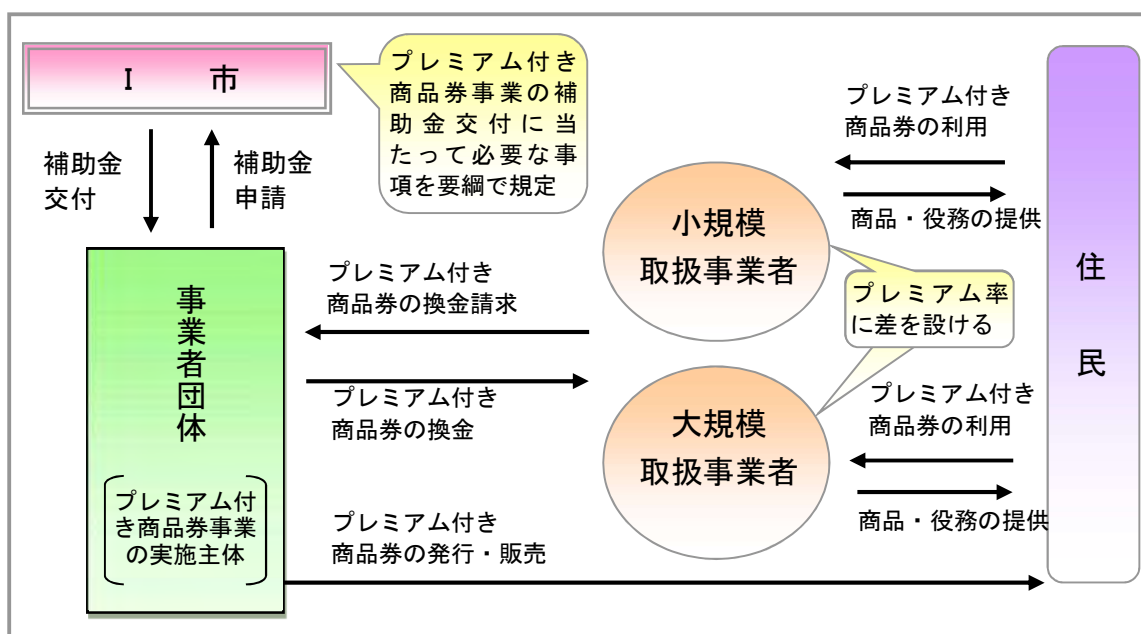 I 市
プレミアム付き
商品券事業の補
助金交付に当
たって必要な事
項を要綱で規定
補助金
交付
補助金
申請
事業者団体
プレミアム付
き商品券事業
の実施主体
プレミアム付き
商品券の換金請求
プレミアム付き
商品券の換金
プレミアム付き
商品券の発行・販売
小規模
取扱事業者
大規模
取扱事業者
プレミアム率
に差を設ける
プレミアム付き
商品券の利用
商品・役務の提供
プレミアム付き
商品券の利用
商品・役務の提供
住民